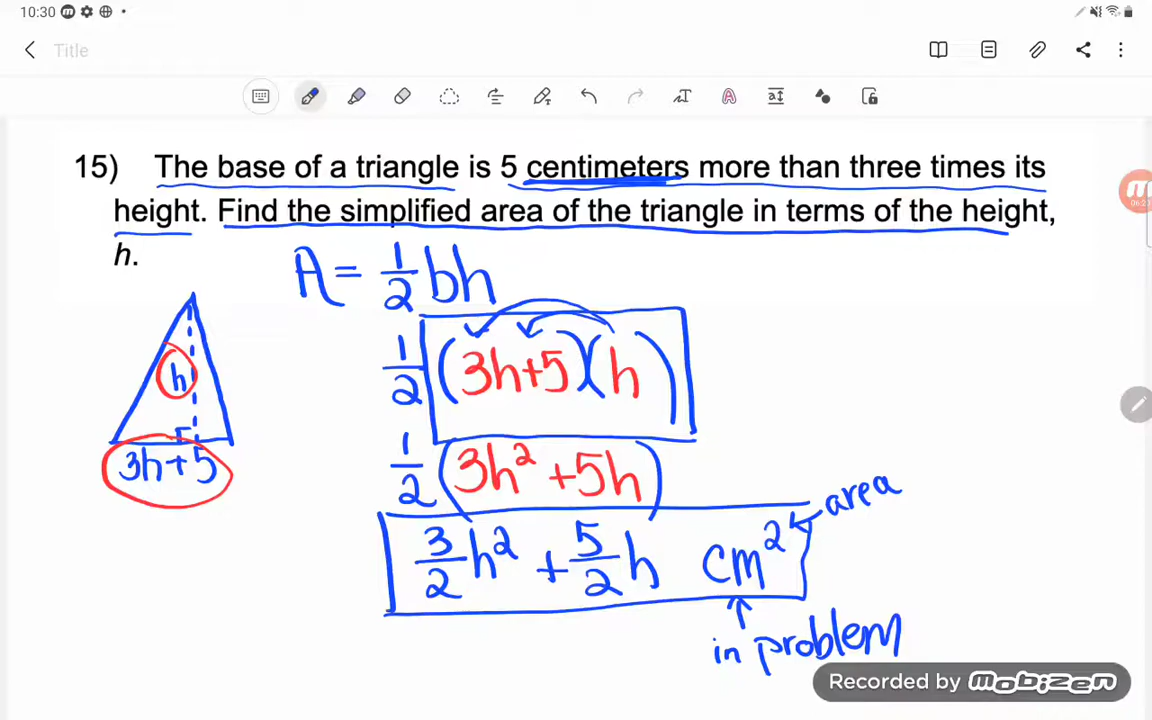 10:30
Title
15) The base of a triangle is 5 centimeters more than three times its
height. Find the simplified area of the triangle in terms of the height,
h.
A = 1/2 bh
1/2 (3h+5)(h)
h
3h+5
1/2 (3h² +5h)
3/2 h² + 5/2 h cm²
area
in problem
06:23
Recorded by mobizen